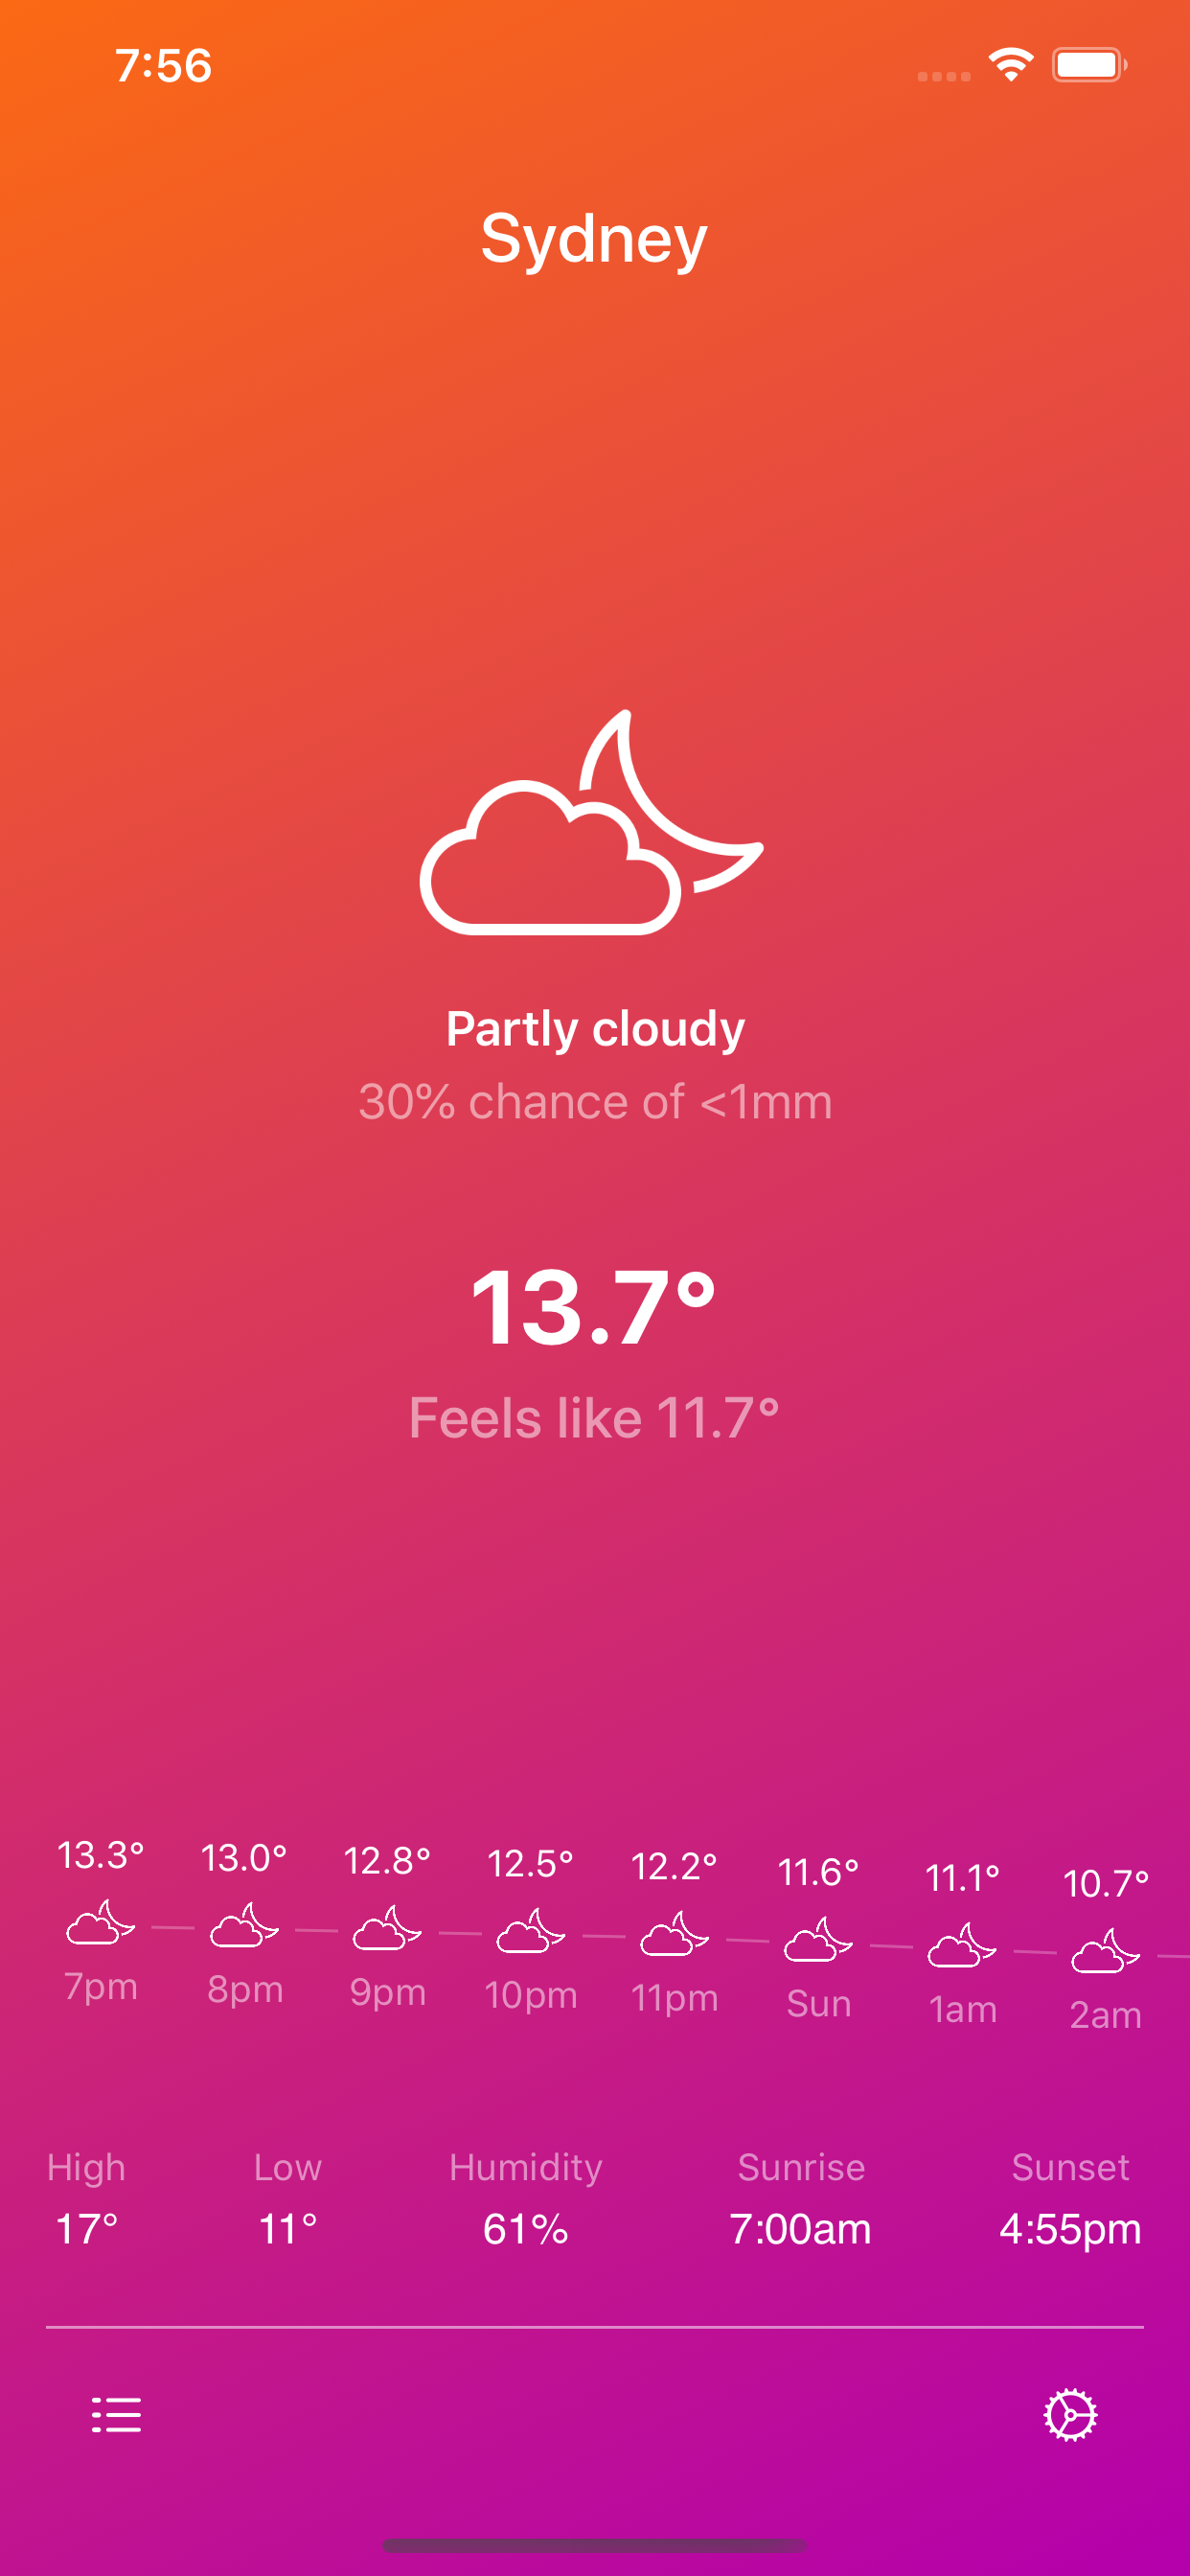 7:56
Sydney
Partly cloudy
30% chance of <1mm
13.7°
Feels like 11.7°
13.3° 13.0° 12.8° 12.5° 12.2° 11.6° 11.1° 10.7°
7pm 8pm 9pm 10pm 11pm Sun 1am 2am
High Low Humidity Sunrise Sunset
17° 11° 61% 7:00am 4:55pm